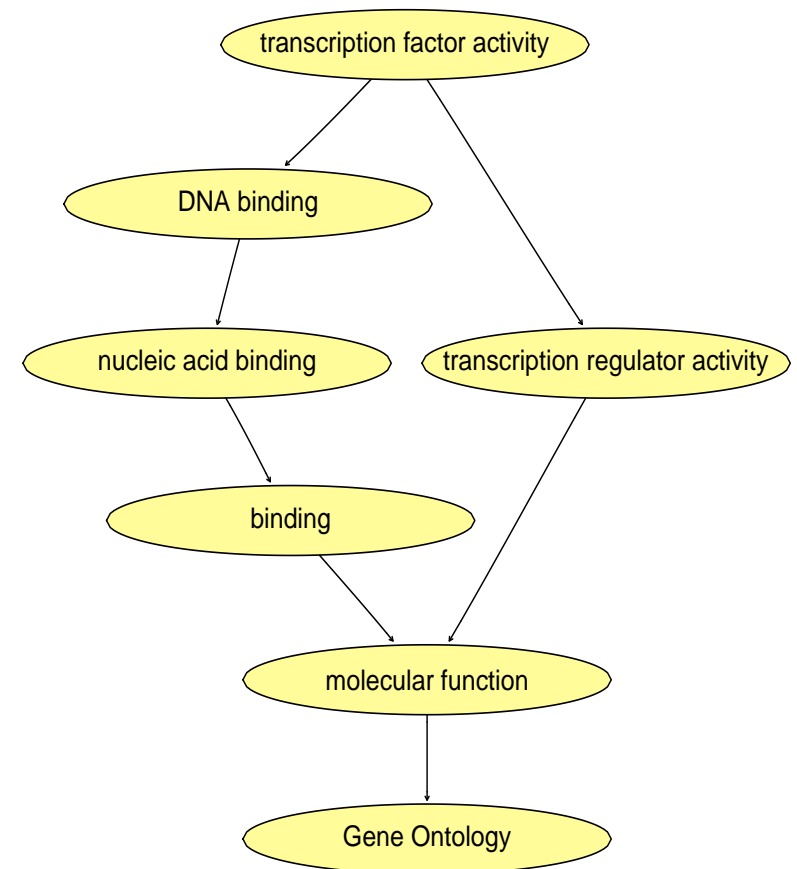 transcription factor activity
DNA binding
nucleic acid binding
transcription regulator activity
binding
molecular function
Gene Ontology